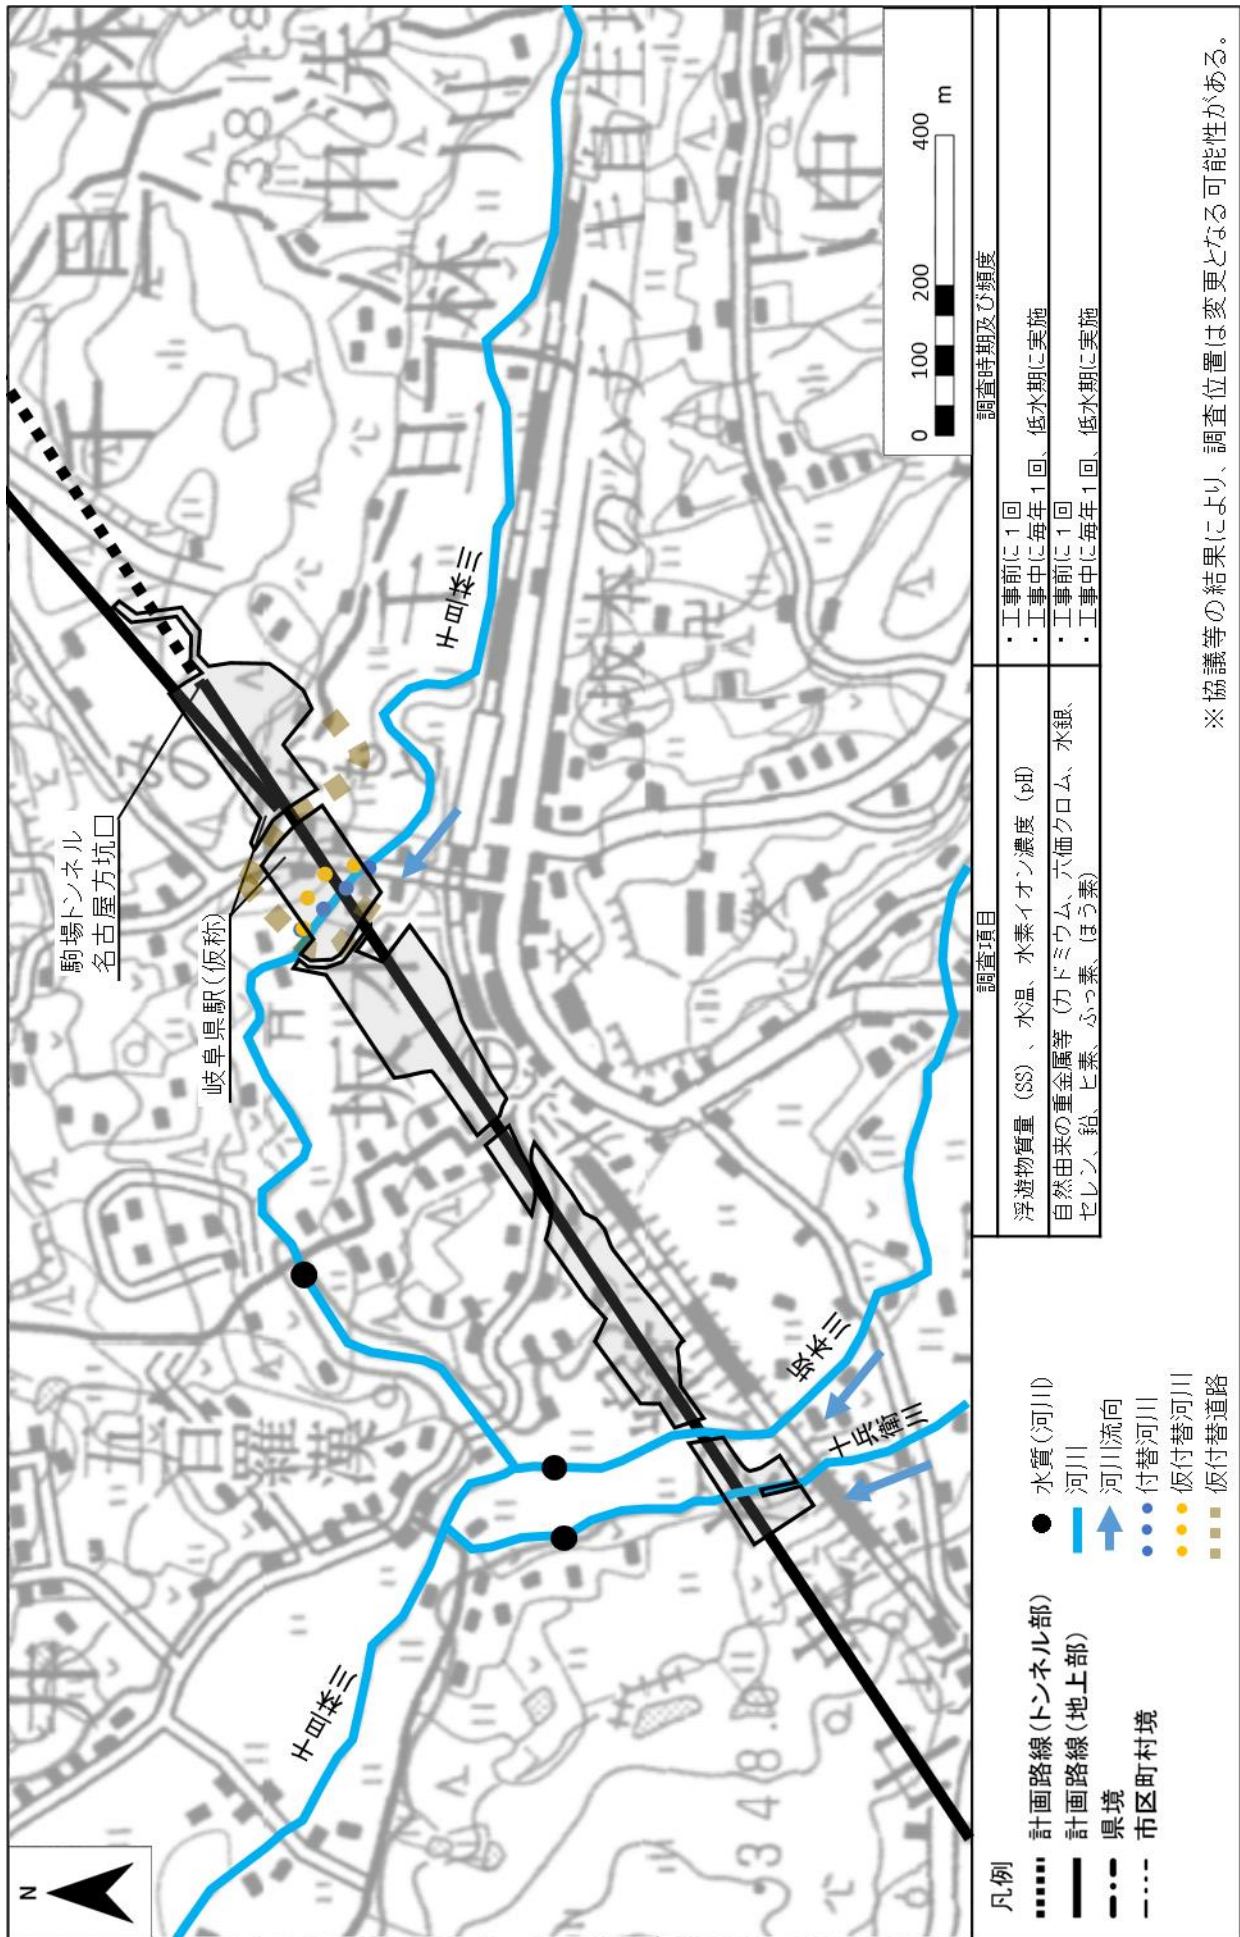 N
駒場トンネル
名古屋方坑口
岐阜県駅(仮称)
千旦林川
千旦林川
坂本川
十兵衛
川
348.
0 100 200 400
m
凡例
計画路線(トンネル部)
計画路線(地上部)
県境
市区町村境
水質(河川)
河川
河川流向
付替河川
仮付替河川
仮付替道路
調査項目
調査時期及び頻度
浮遊物質量(SS)、水温、水素イオン濃度(pH)
・工事前に1回
・工事中に毎年1回、低水期に実施
自然由来の重金属等(カドミウム、六価クロム、水銀、
セレン、鉛、ヒ素、ふっ素、ほう素)
・工事前に1回
・工事中に毎年1回、低水期に実施
※協議等の結果により、調査位置は変更となる可能性がある。